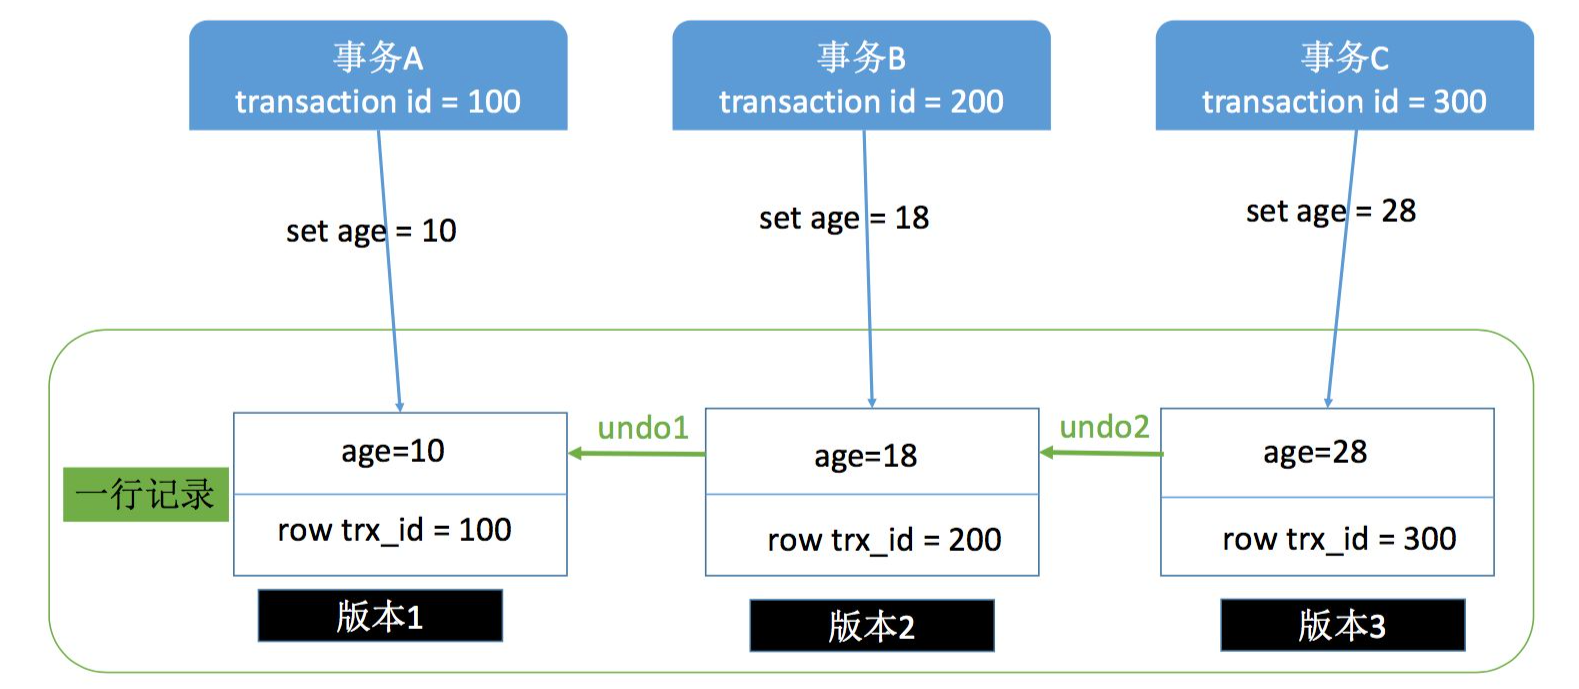 事务A
transaction id = 100
事务B
transaction id = 200
事务C
transaction id = 300
set age = 10
set age = 18
set age = 28
undo1
undo2
age=10
age=18
age=28
一行记录
row trx_id = 100
row trx_id = 200
row trx_id = 300
版本1
版本2
版本3